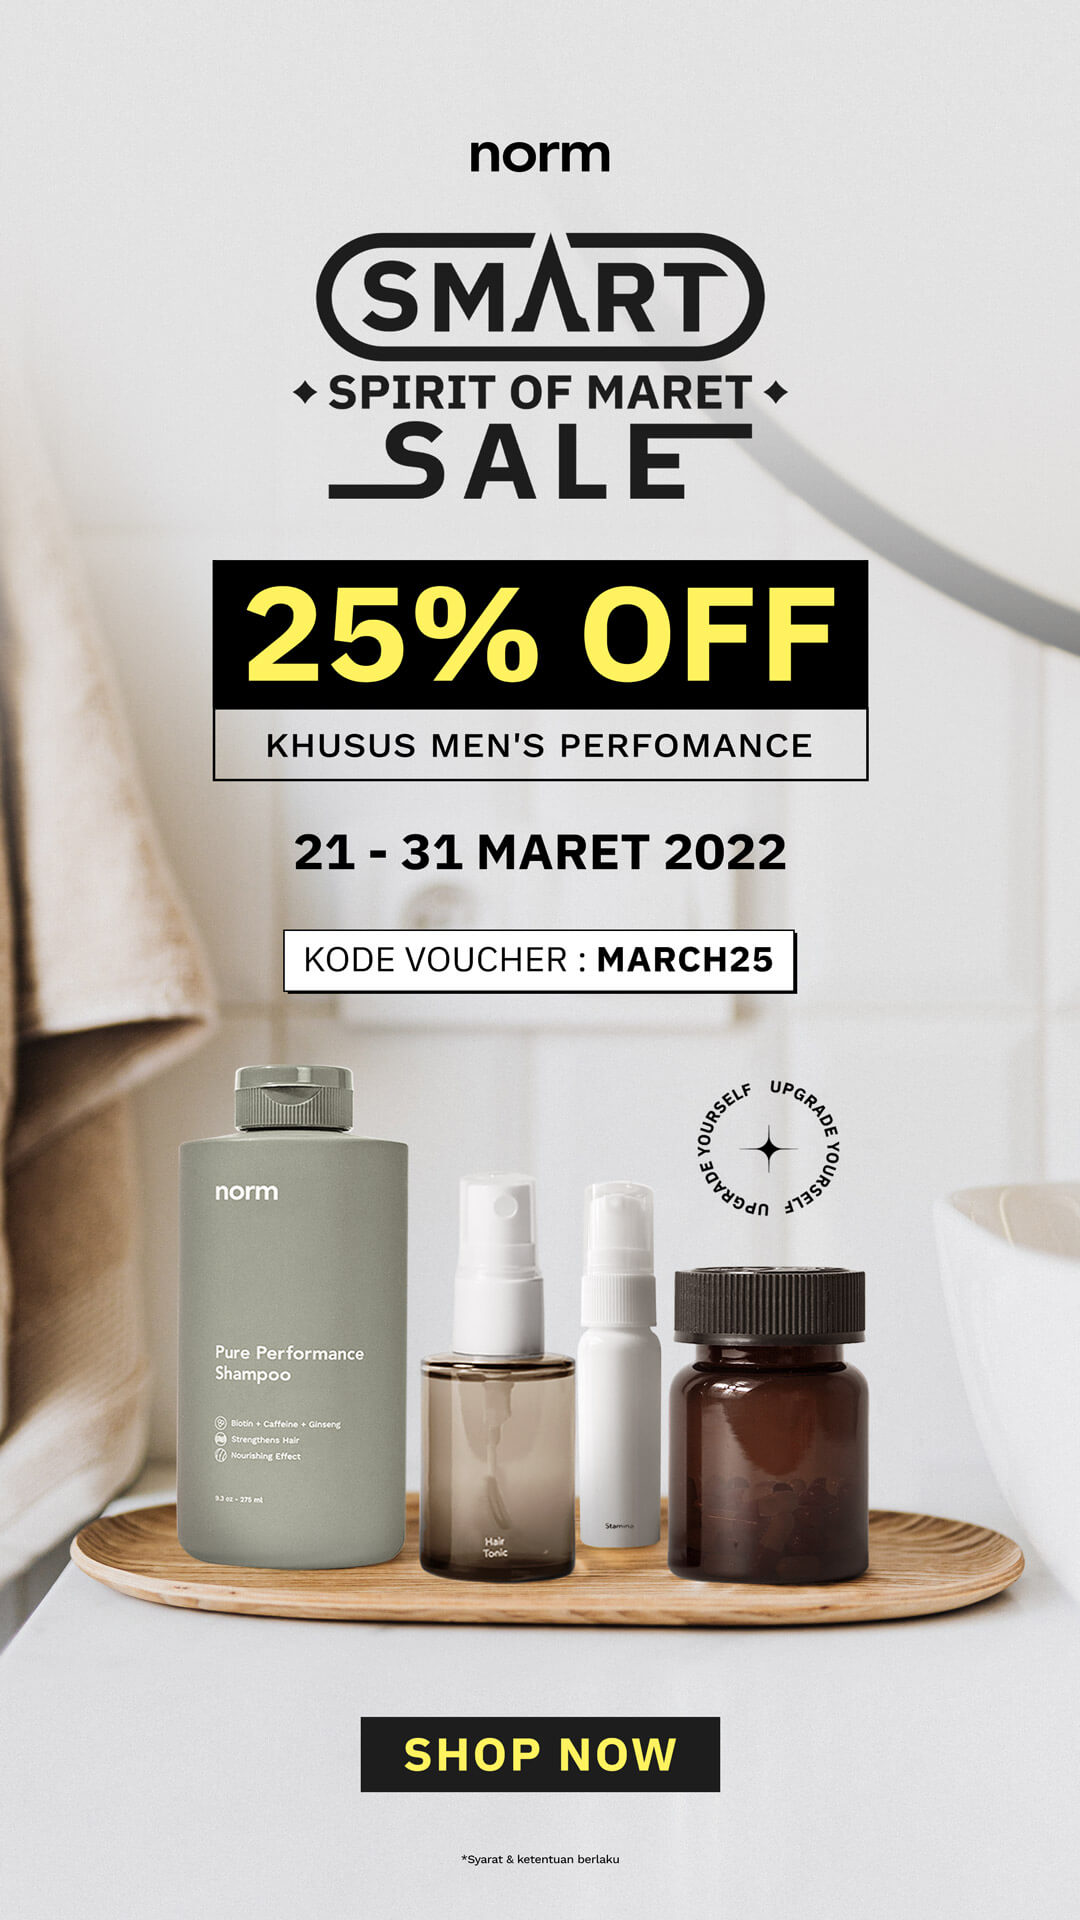 norm
SMART
SPIRIT OF MARET
SALE
25% OFF
KHUSUS MEN'S PERFOMANCE
21 - 31 MARET 2022
KODE VOUCHER : MARCH25
UPGRADE YOURSELF UPGRADE YOURSELF
norm
Pure Performance
Shampoo
Biotin + Caffeine + Ginseng
Strengthens Hair
Nourishing Effect
9.3 oz - 275 ml
Hair
Tonic
Stamina
SHOP NOW
*Syarat & ketentuan berlaku